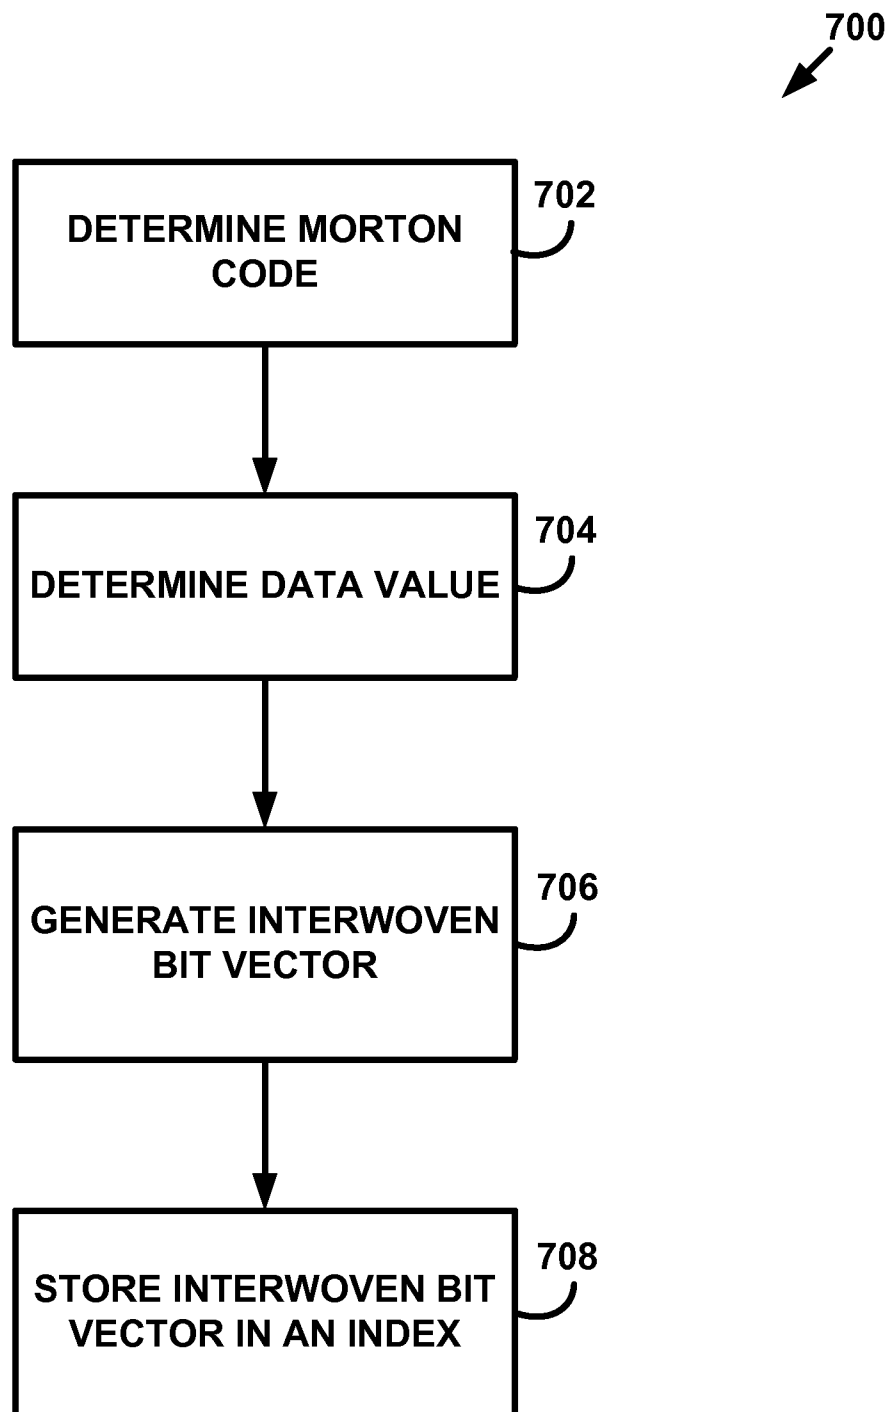 700
702
DETERMINE MORTON
CODE
704
DETERMINE DATA VALUE
706
GENERATE INTERWOVEN
BIT VECTOR
708
STORE INTERWOVEN BIT
VECTOR IN AN INDEX